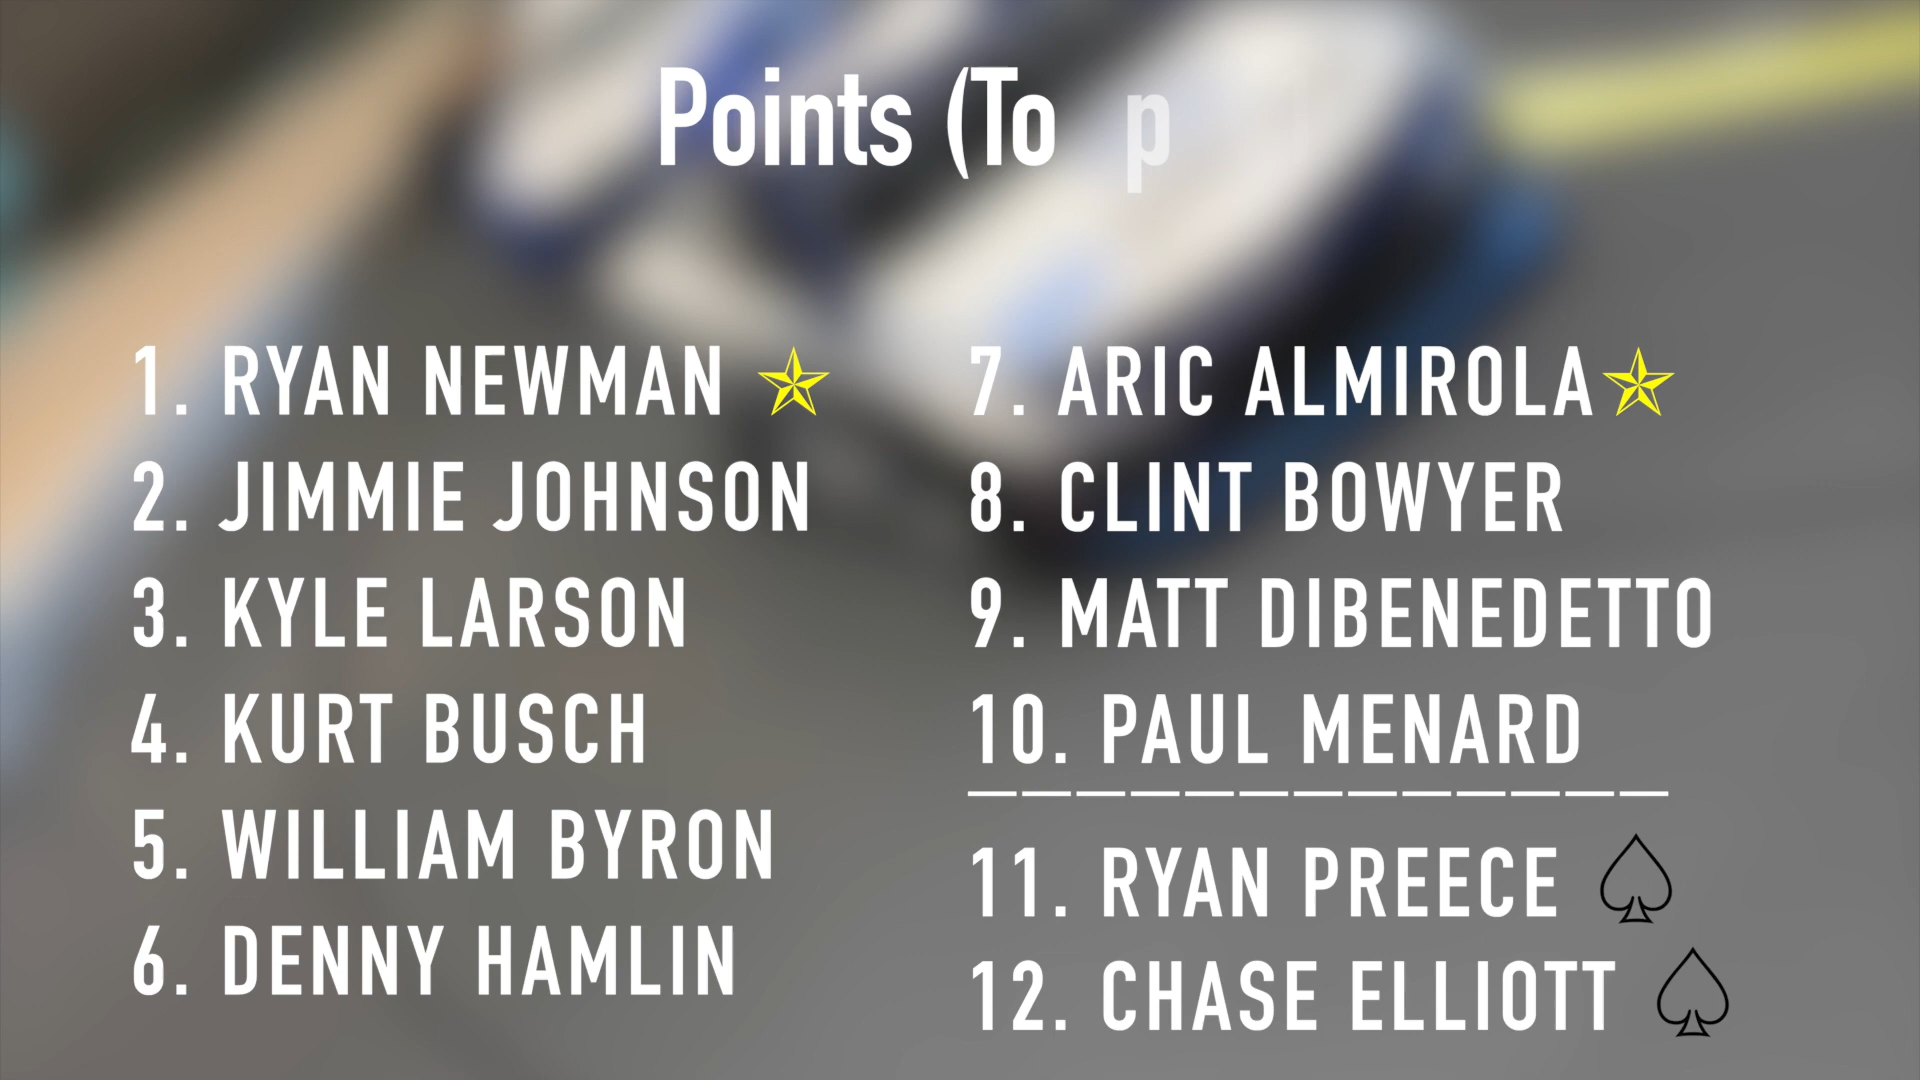 Points (To p
1. RYAN NEWMAN
2. JIMMIE JOHNSON
3. KYLE LARSON
4. KURT BUSCH
5. WILLIAM BYRON
6. DENNY HAMLIN
7. ARIC ALMIROLA
8. CLINT BOWYER
9. MATT DIBENEDETTO
10. PAUL MENARD
11. RYAN PREECE
12. CHASE ELLIOTT